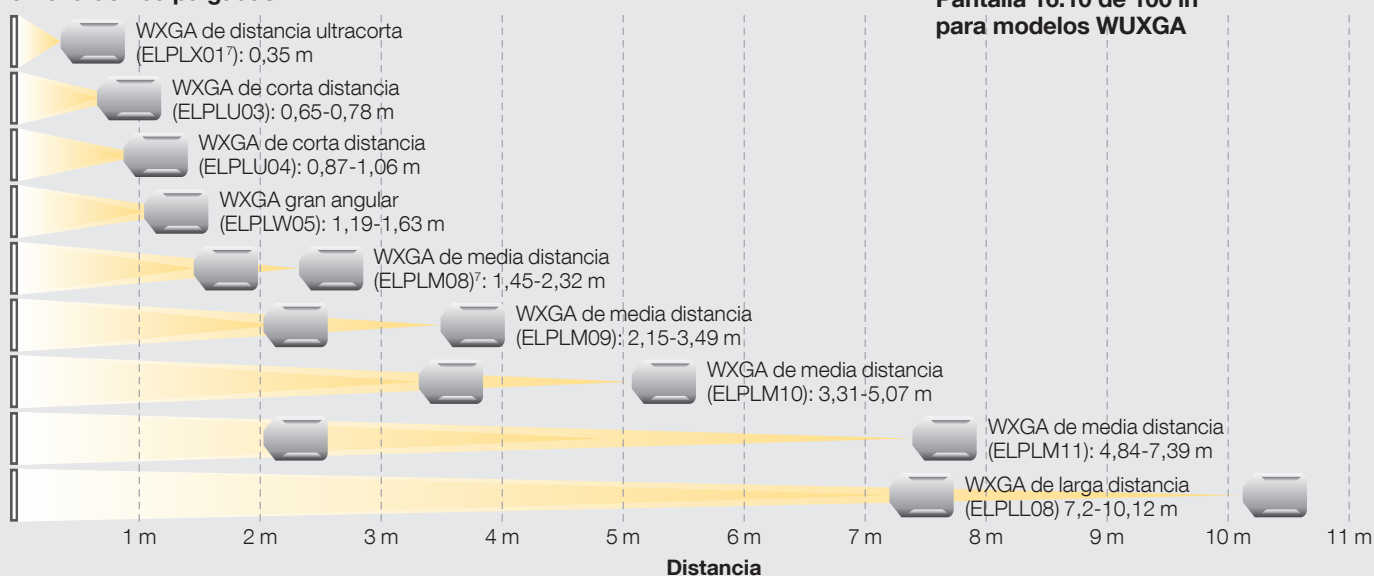 Pantalla 16:10 de 100 in
para modelos WUXGA
WXGA de distancia ultracorta
(ELPLX01⁷): 0,35 m
WXGA de corta distancia
(ELPLU03): 0,65-0,78 m
WXGA de corta distancia
(ELPLU04): 0,87-1,06 m
WXGA gran angular
(ELPLW05): 1,19-1,63 m
WXGA de media distancia
(ELPLM08)⁷: 1,45-2,32 m
WXGA de media distancia
(ELPLM09): 2,15-3,49 m
WXGA de media distancia
(ELPLM10): 3,31-5,07 m
WXGA de media distancia
(ELPLM11): 4,84-7,39 m
WXGA de larga distancia
(ELPLL08) 7,2-10,12 m
1 m 2 m 3 m 4 m 5 m 6 m 7 m 8 m 9 m 10 m 11 m
Distancia